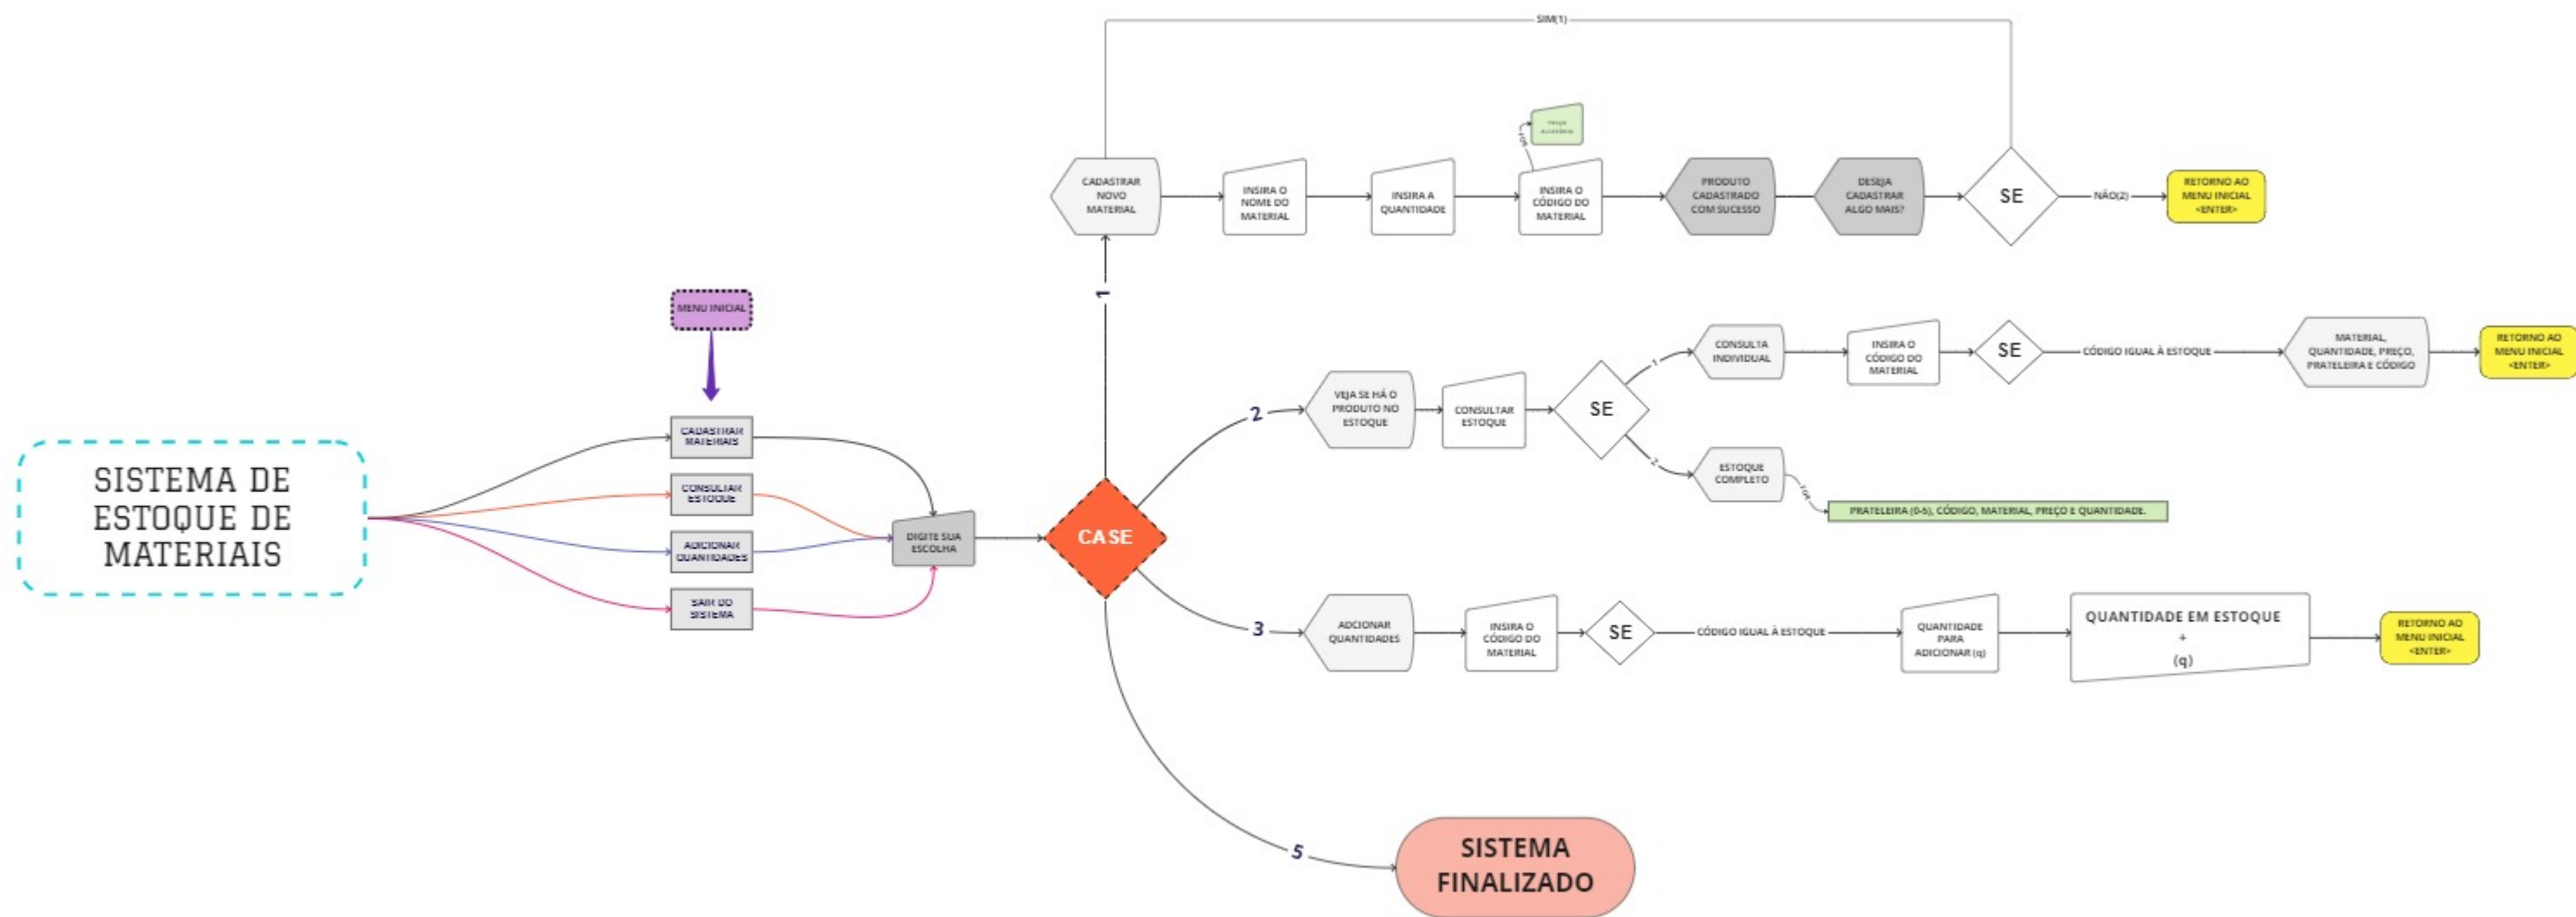 SISTEMA DE
ESTOQUE DE
MATERIAIS
MENU INICIAL
CADASTRAR
MATERIAIS
CONSULTAR
ESTOQUE
ADICIONAR
QUANTIDADES
SAIR DO
SISTEMA
DIGITE SUA
ESCOLHA
CASE
1
CADASTRAR
NOVO
MATERIAL
INSIRA O
NOME DO
MATERIAL
INSIRA A
QUANTIDADE
INSIRA O
CÓDIGO DO
MATERIAL
FOR
PRODUTO
CADASTRADO
COM SUCESSO
DESEJA
CADASTRAR
ALGO MAIS?
SE
SIM(1)
NÃO(2)
RETORNO AO
MENU INICIAL
<ENTER>
2
VEJA SE HÁ O
PRODUTO NO
ESTOQUE
CONSULTAR
ESTOQUE
SE
1
CONSULTA
INDIVIDUAL
INSIRA O
CÓDIGO DO
MATERIAL
SE
CÓDIGO IGUAL À ESTOQUE
MATERIAL,
QUANTIDADE, PREÇO,
PRATELEIRA E CÓDIGO
RETORNO AO
MENU INICIAL
<ENTER>
2
ESTOQUE
COMPLETO
FOR
PRATELEIRA (0-5), CÓDIGO, MATERIAL, PREÇO E QUANTIDADE.
3
ADCIONAR
QUANTIDADES
INSIRA O
CÓDIGO DO
MATERIAL
SE
CÓDIGO IGUAL À ESTOQUE
QUANTIDADE
PARA
ADICIONAR (q)
QUANTIDADE EM ESTOQUE
+
(q)
RETORNO AO
MENU INICIAL
<ENTER>
5
SISTEMA
FINALIZADO